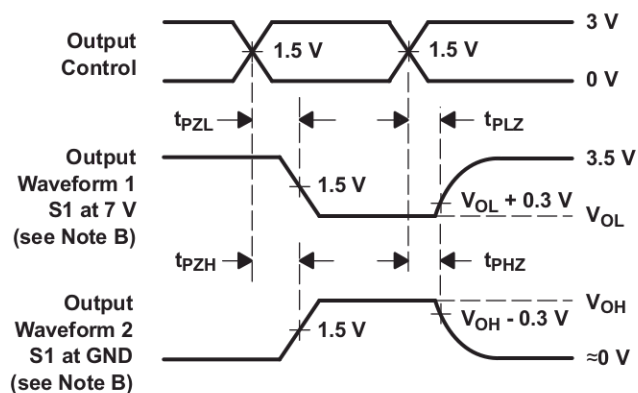 Output
Control
1.5 V
1.5 V
3 V
0 V
tPZL
tPLZ
Output
Waveform 1
S1 at 7 V
(see Note B)
1.5 V
3.5 V
VOL + 0.3 V
VOL
tPZH
tPHZ
Output
Waveform 2
S1 at GND
(see Note B)
1.5 V
VOH
VOH - 0.3 V
≈0 V